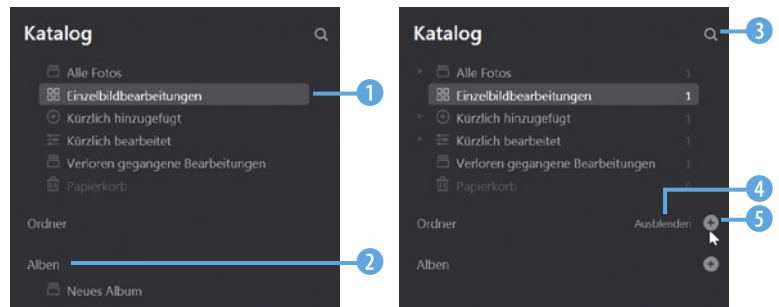 Katalog
Alle Fotos
Einzelbildbearbeitungen
1
Kürzlich hinzugefügt
Kürzlich bearbeitet
Verloren gegangene Bearbeitungen
Papierkorb
Ordner
Alben
2
Neues Album
Katalog
3
Alle Fotos 1
Einzelbildbearbeitungen 1
Kürzlich hinzugefügt 1
Kürzlich bearbeitet 1
Verloren gegangene Bearbeitungen 1
Papierkorb 0
4
Ordner Ausblenden
5
Alben